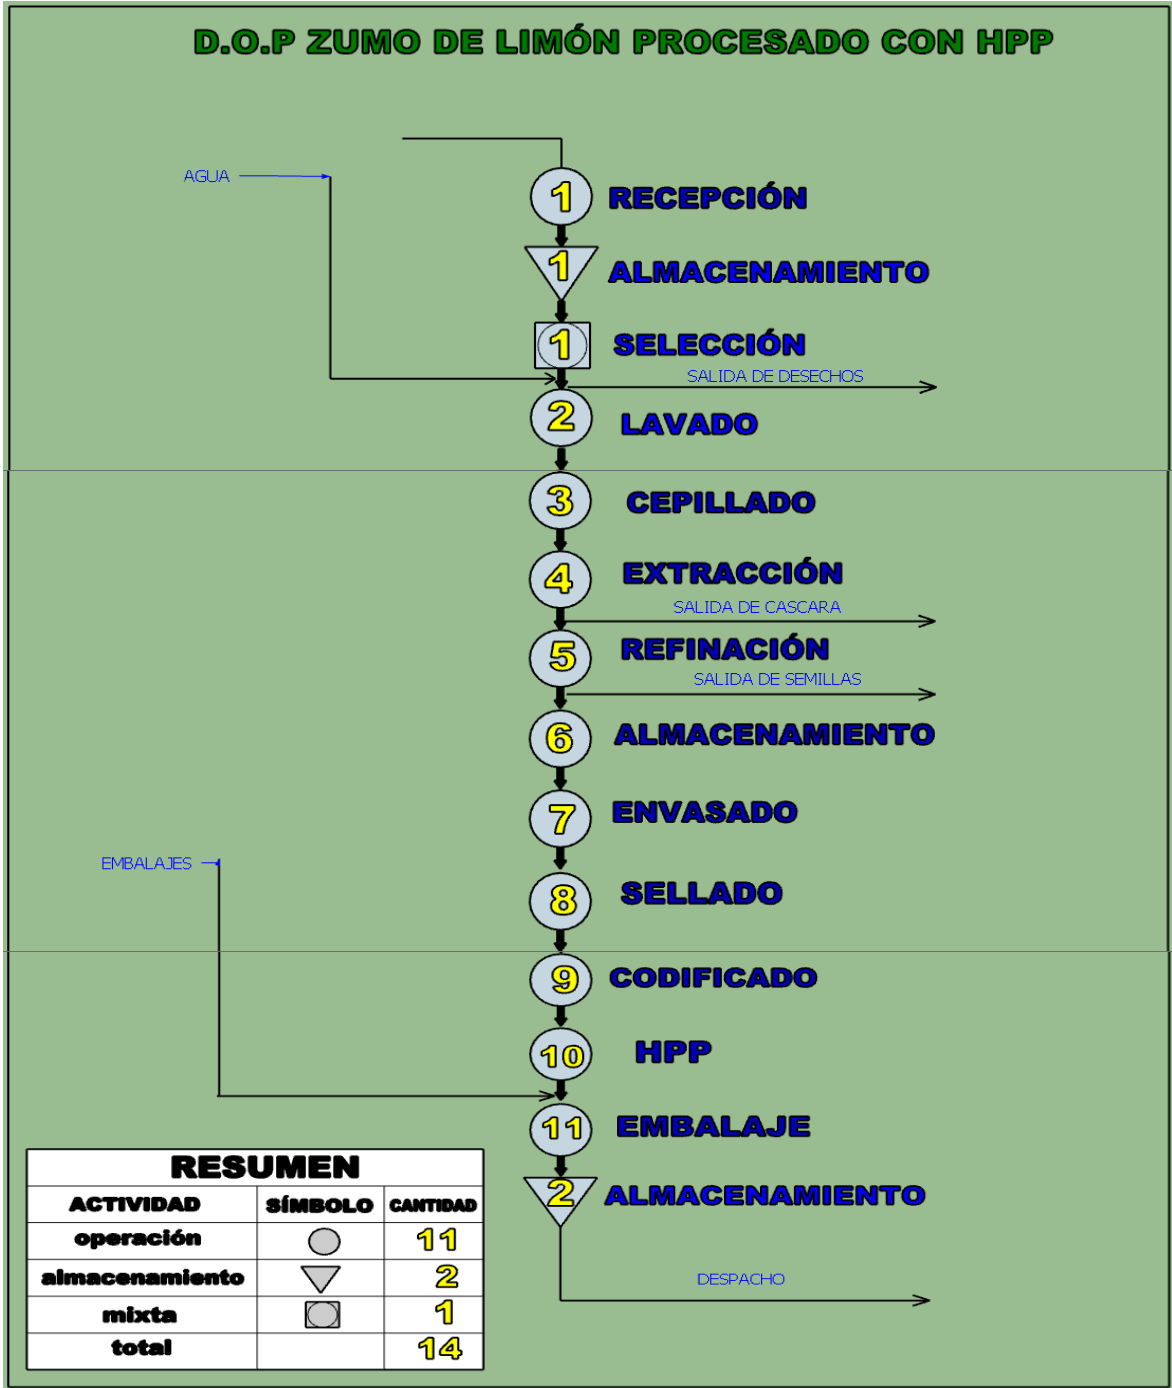 D.O.P ZUMO DE LIMÓN PROCESADO CON HPP
AGUA
1 RECEPCIÓN
1 ALMACENAMIENTO
1 SELECCIÓN
SALIDA DE DESECHOS
2 LAVADO
3 CEPILLADO
4 EXTRACCIÓN
SALIDA DE CASCARA
5 REFINACIÓN
SALIDA DE SEMILLAS
6 ALMACENAMIENTO
7 ENVASADO
EMBALAJES
8 SELLADO
9 CODIFICADO
10 HPP
11 EMBALAJE
2 ALMACENAMIENTO
DESPACHO
RESUMEN
ACTIVIDAD SÍMBOLO CANTIDAD
operación 11
almacenamiento 2
mixta 1
total 14